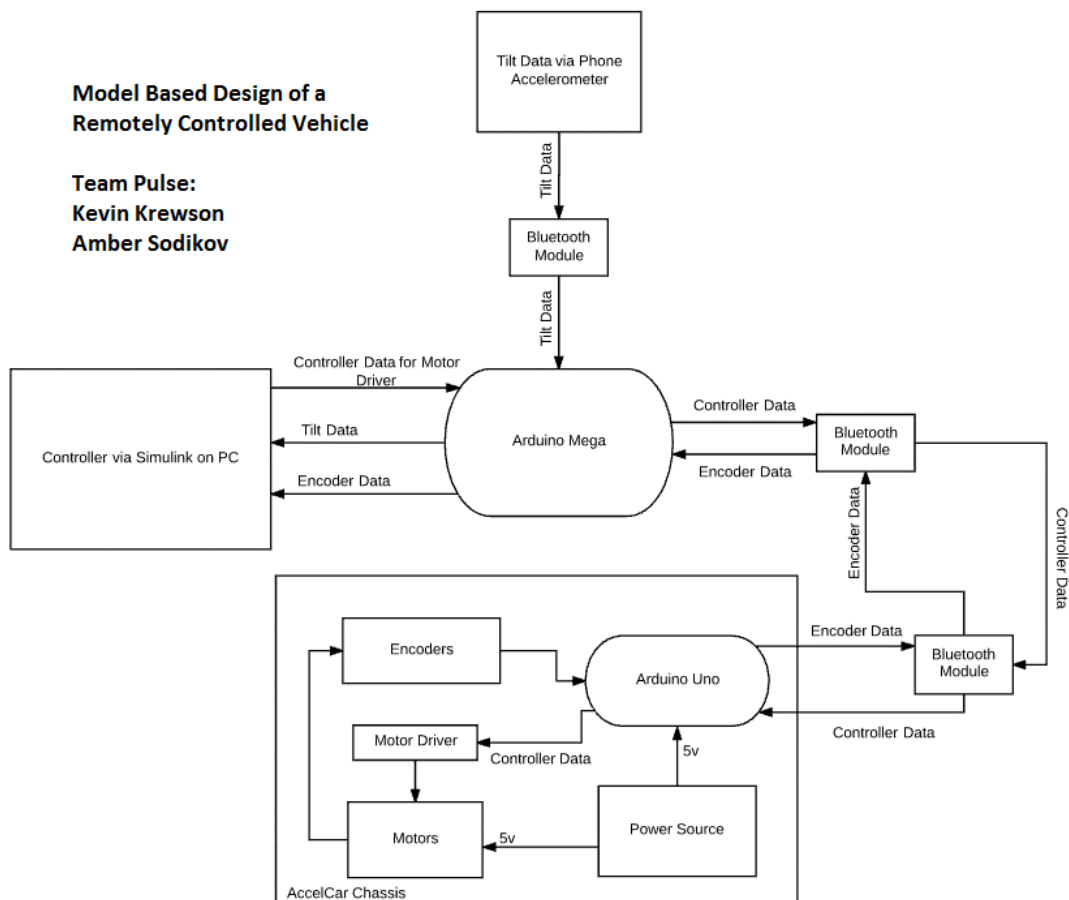 Model Based Design of a
Remotely Controlled Vehicle
Team Pulse:
Kevin Krewson
Amber Sodikov
Tilt Data via Phone
Accelerometer
Tilt Data
Bluetooth
Module
Tilt Data
Controller Data for Motor
Driver
Controller via Simulink on PC
Tilt Data
Encoder Data
Arduino Mega
Controller Data
Encoder Data
Bluetooth
Module
Encoder Data
Controller Data
Encoders
Arduino Uno
Encoder Data
Bluetooth
Module
Controller Data
Motor Driver
Controller Data
5v
Motors
5v
Power Source
AccelCar Chassis